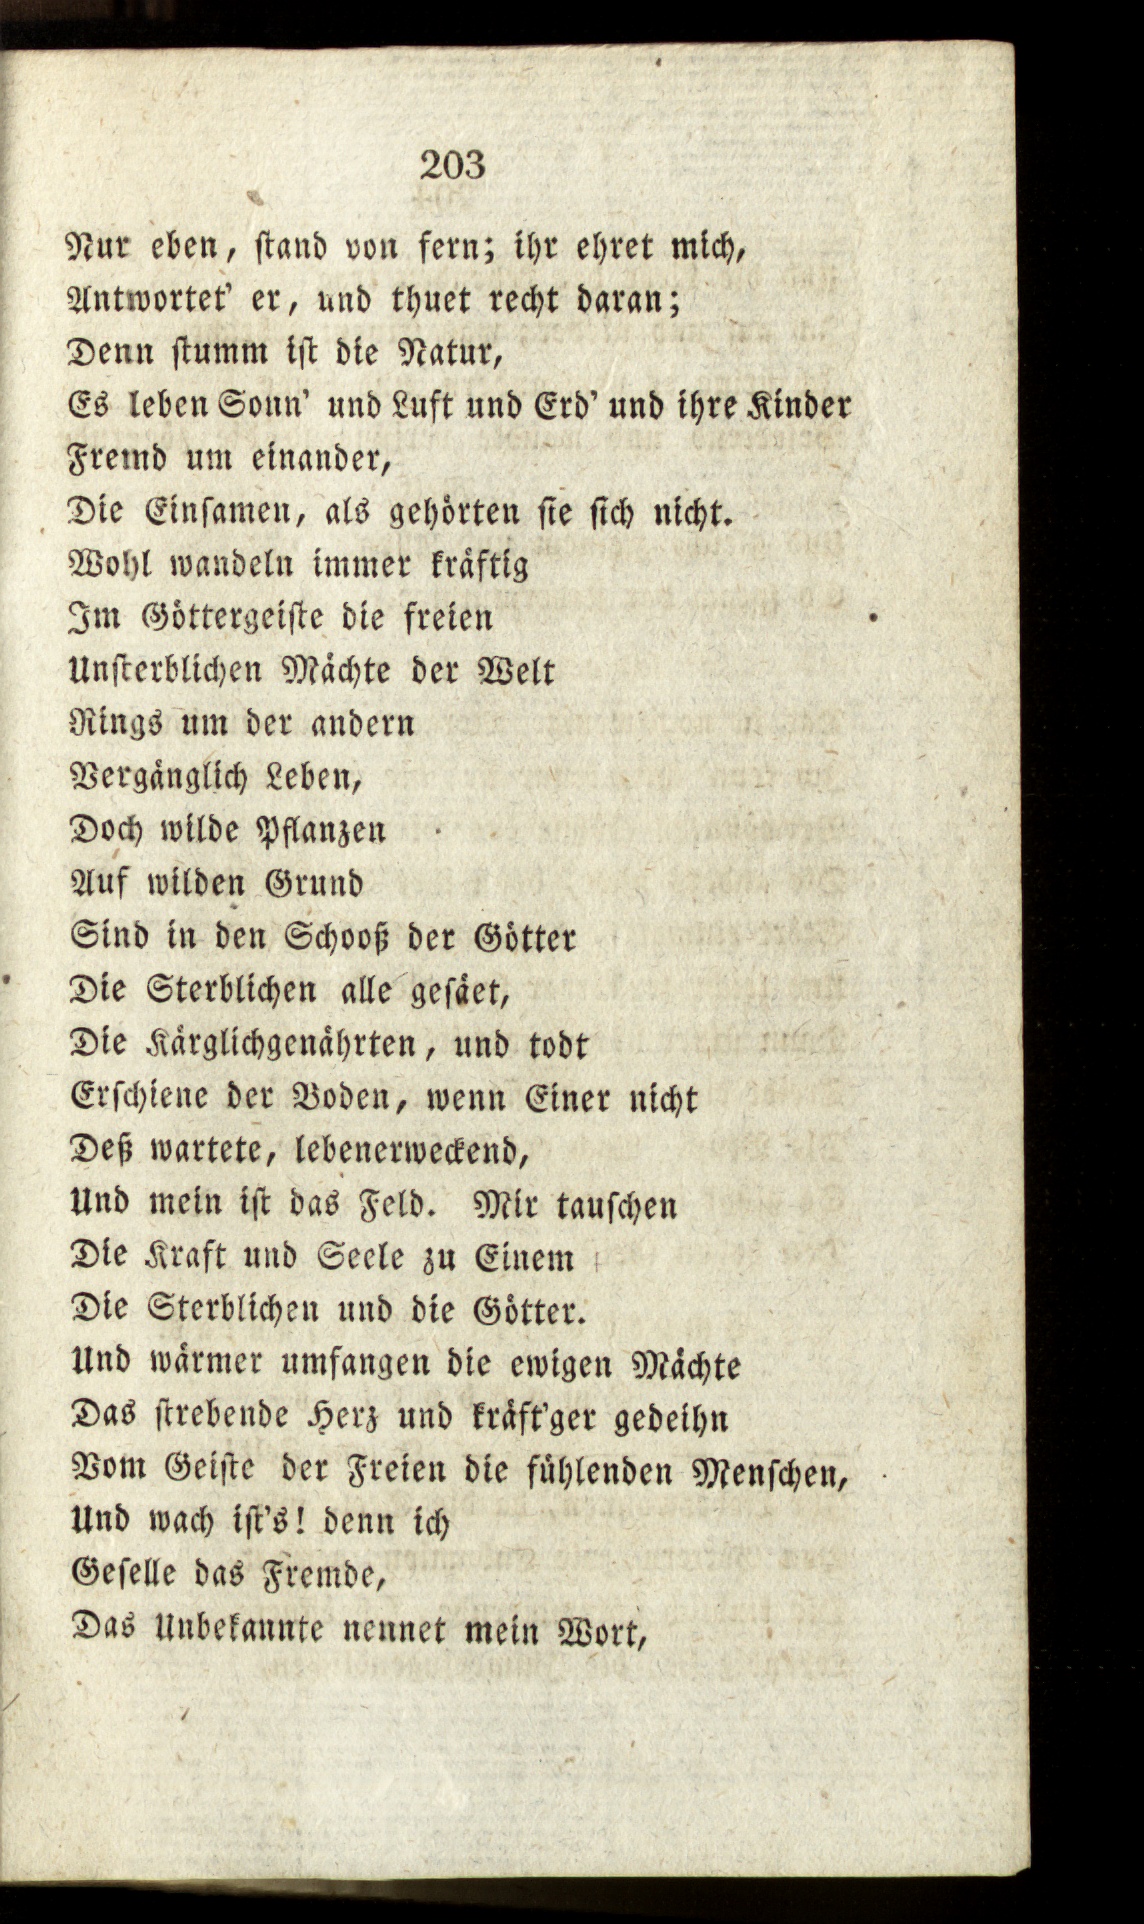 203
Nur eben, ſtand von fern; ihr ehret mich,
Antwortet' er, und thuet recht daran;
Denn ſtumm iſt die Natur,
Es leben Sonn' und Luft und Erd' und ihre Kinder
Fremd um einander,
Die Einſamen, als gehörten ſie ſich nicht.
Wohl wandeln immer kräftig
Im Göttergeiſte die freien
Unſterblichen Mächte der Welt
Rings um der andern
Vergänglich Leben,
Doch wilde Pflanzen
Auf wilden Grund
Sind in den Schooß der Götter
Die Sterblichen alle geſäet,
Die Kärglichgenährten, und todt
Erſchiene der Boden, wenn Einer nicht
Deß wartete, lebenerweckend,
Und mein iſt das Feld. Mir tauſchen
Die Kraft und Seele zu Einem
Die Sterblichen und die Götter.
Und wärmer umfangen die ewigen Mächte
Das ſtrebende Herz und kräft'ger gedeihn
Vom Geiſte der Freien die fühlenden Menſchen,
Und wach iſt's! denn ich
Geſelle das Fremde,
Das Unbekannte nennet mein Wort,